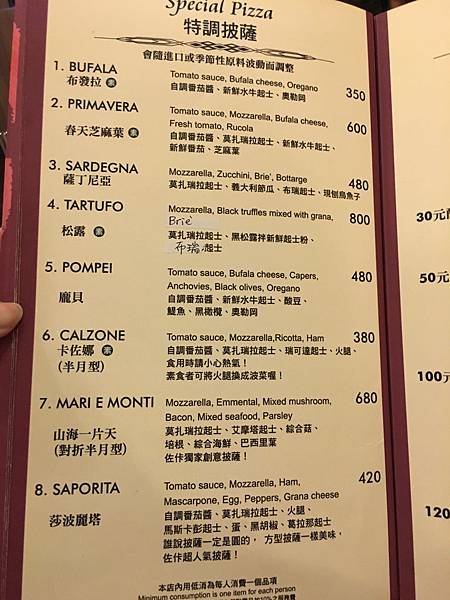 Special Pizza
特調披薩
會隨進口或季節性原料波動而調整
1. BUFALA
布發拉 素
Tomato sauce, Bufala cheese, Oregano
自調番茄醬、新鮮水牛起士、奧勒岡
350
2. PRIMAVERA
春天芝麻葉 素
Tomato sauce, Mozzarella, Bufala cheese,
Fresh tomato, Rucola
自調番茄醬、莫扎瑞拉起士、新鮮水牛起士、
新鮮番茄、芝麻葉
600
3. SARDEGNA
薩丁尼亞
Mozzarella, Zucchini, Brie', Bottarge
莫扎瑞拉起士、義大利節瓜、布瑞起士、現刨烏魚子
480
4. TARTUFO
松露 素
Mozzarella, Black truffles mixed with grana,
Brie'
莫扎瑞拉起士、黑松露拌新鮮起士粉、
布瑞起士
800
5. POMPEI
龐貝
Tomato sauce, Bufala cheese, Capers,
Anchovies, Black olives, Oregano
自調番茄醬、新鮮水牛起士、酸豆、
鯷魚、黑橄欖、奧勒岡
480
6. CALZONE
卡佐娜 素
(半月型)
Tomato sauce, Mozzarella,Ricotta, Ham
自調番茄醬、莫扎瑞拉起士、瑞可達起士、火腿、
食用時請小心熱氣！
素食者可將火腿換成波菜喔！
380
7. MARI E MONTI
山海一片天
(對折半月型)
Mozzarella, Emmental, Mixed mushroom,
Bacon, Mixed seafood, Parsley
莫扎瑞拉起士、艾摩塔起士、綜合菇、
培根、綜合海鮮、巴西里葉
佐佧獨家創意披薩！
680
8. SAPORITA
莎波麗塔
Tomato sauce, Mozzarella, Ham,
Mascarpone, Egg, Peppers, Grana cheese
自調番茄醬、莫扎瑞拉起士、火腿、
馬斯卡彭起士、蛋、黑胡椒、葛拉那起士
誰說披薩一定是圓的，方型披薩一樣美味，
佐佧超人氣披薩！
420
本店內用低消為每人消費一個品項
Minimum consumption is one item for each person
30元
50元
100元
120